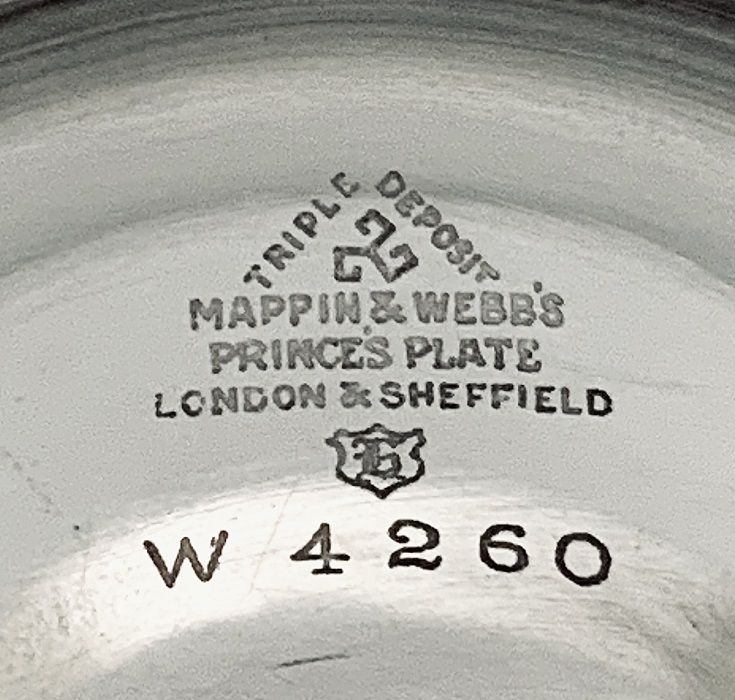 TRIPLE DEPOSIT
MAPPIN & WEBB'S
PRINCE'S PLATE
LONDON & SHEFFIELD
W 4260